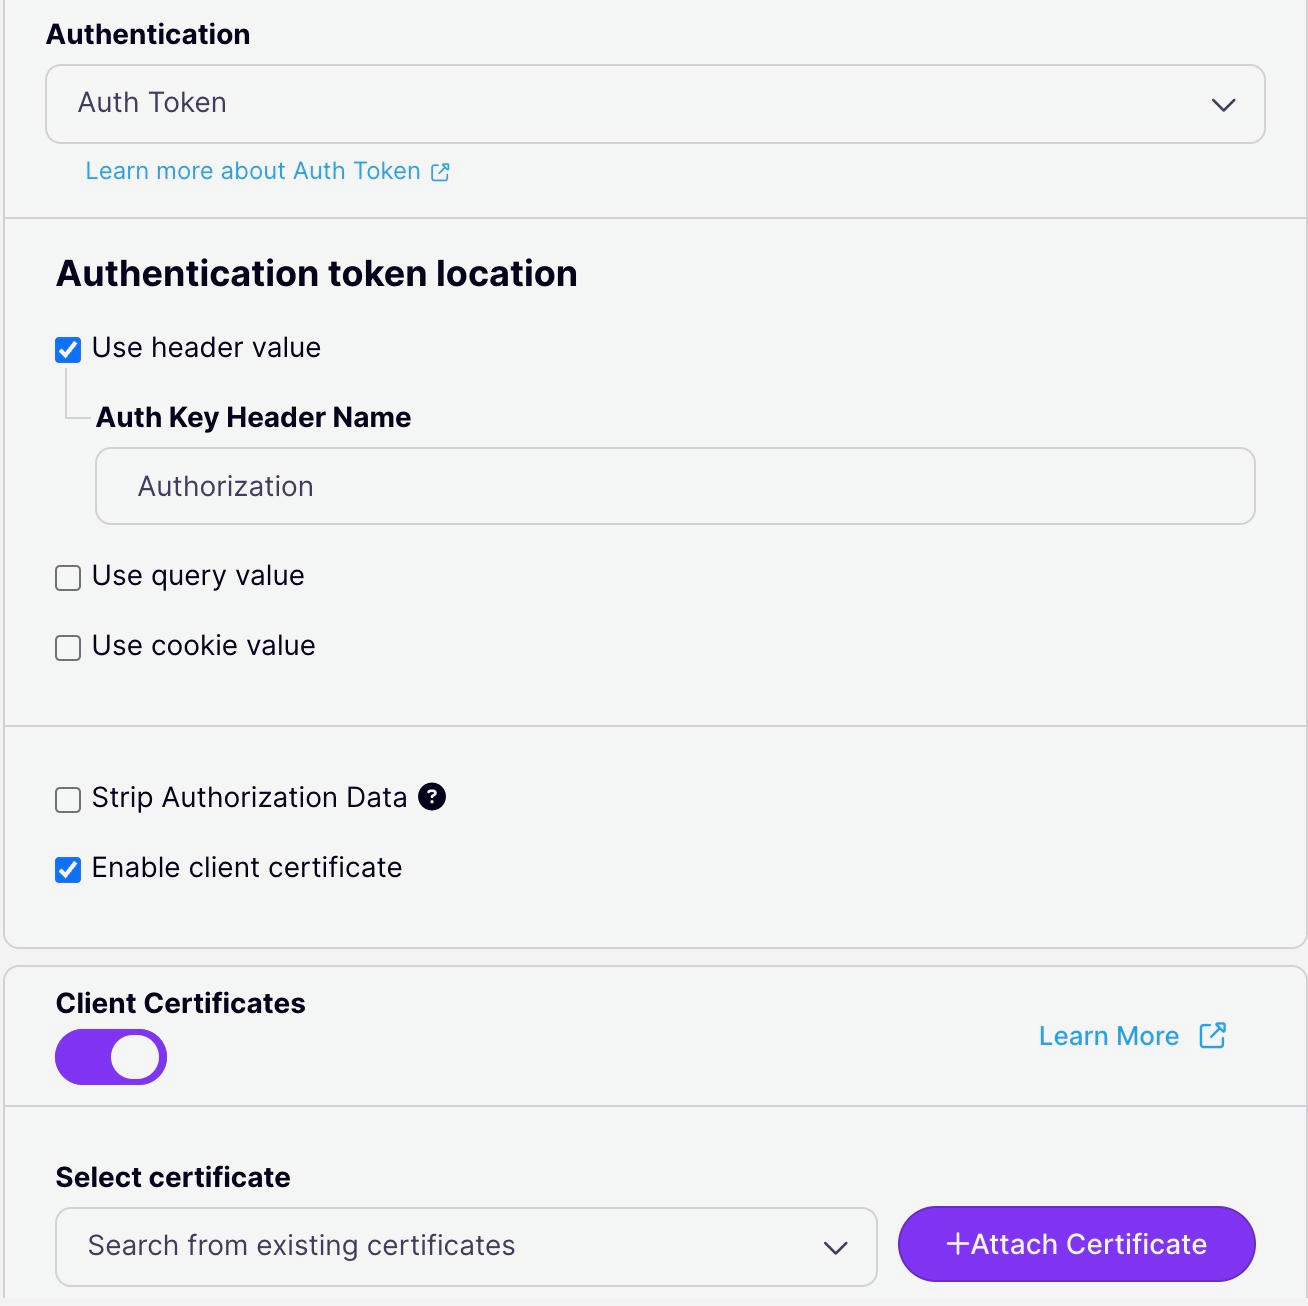 Authentication
Auth Token
Learn more about Auth Token
Authentication token location
Use header value
Auth Key Header Name
Authorization
Use query value
Use cookie value
Strip Authorization Data ?
Enable client certificate
Client Certificates
Learn More
Select certificate
Search from existing certificates
+Attach Certificate